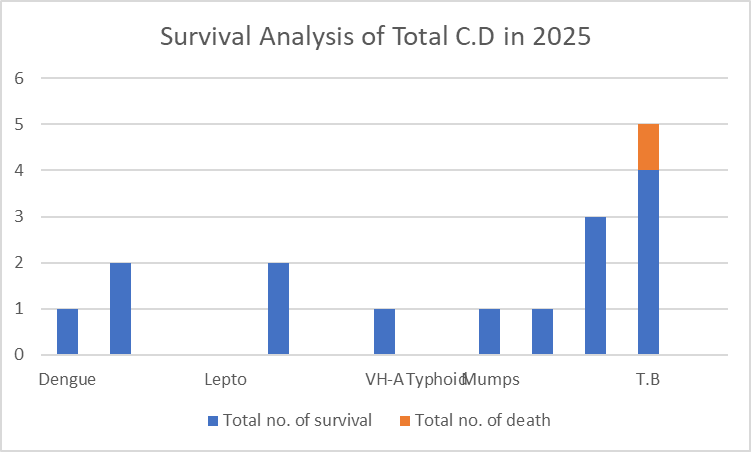 Survival Analysis of Total C.D in 2025
6
5
4
3
2
1
0
Dengue Lepto VH-A Typhoid Mumps T.B
Total no. of survival Total no. of death